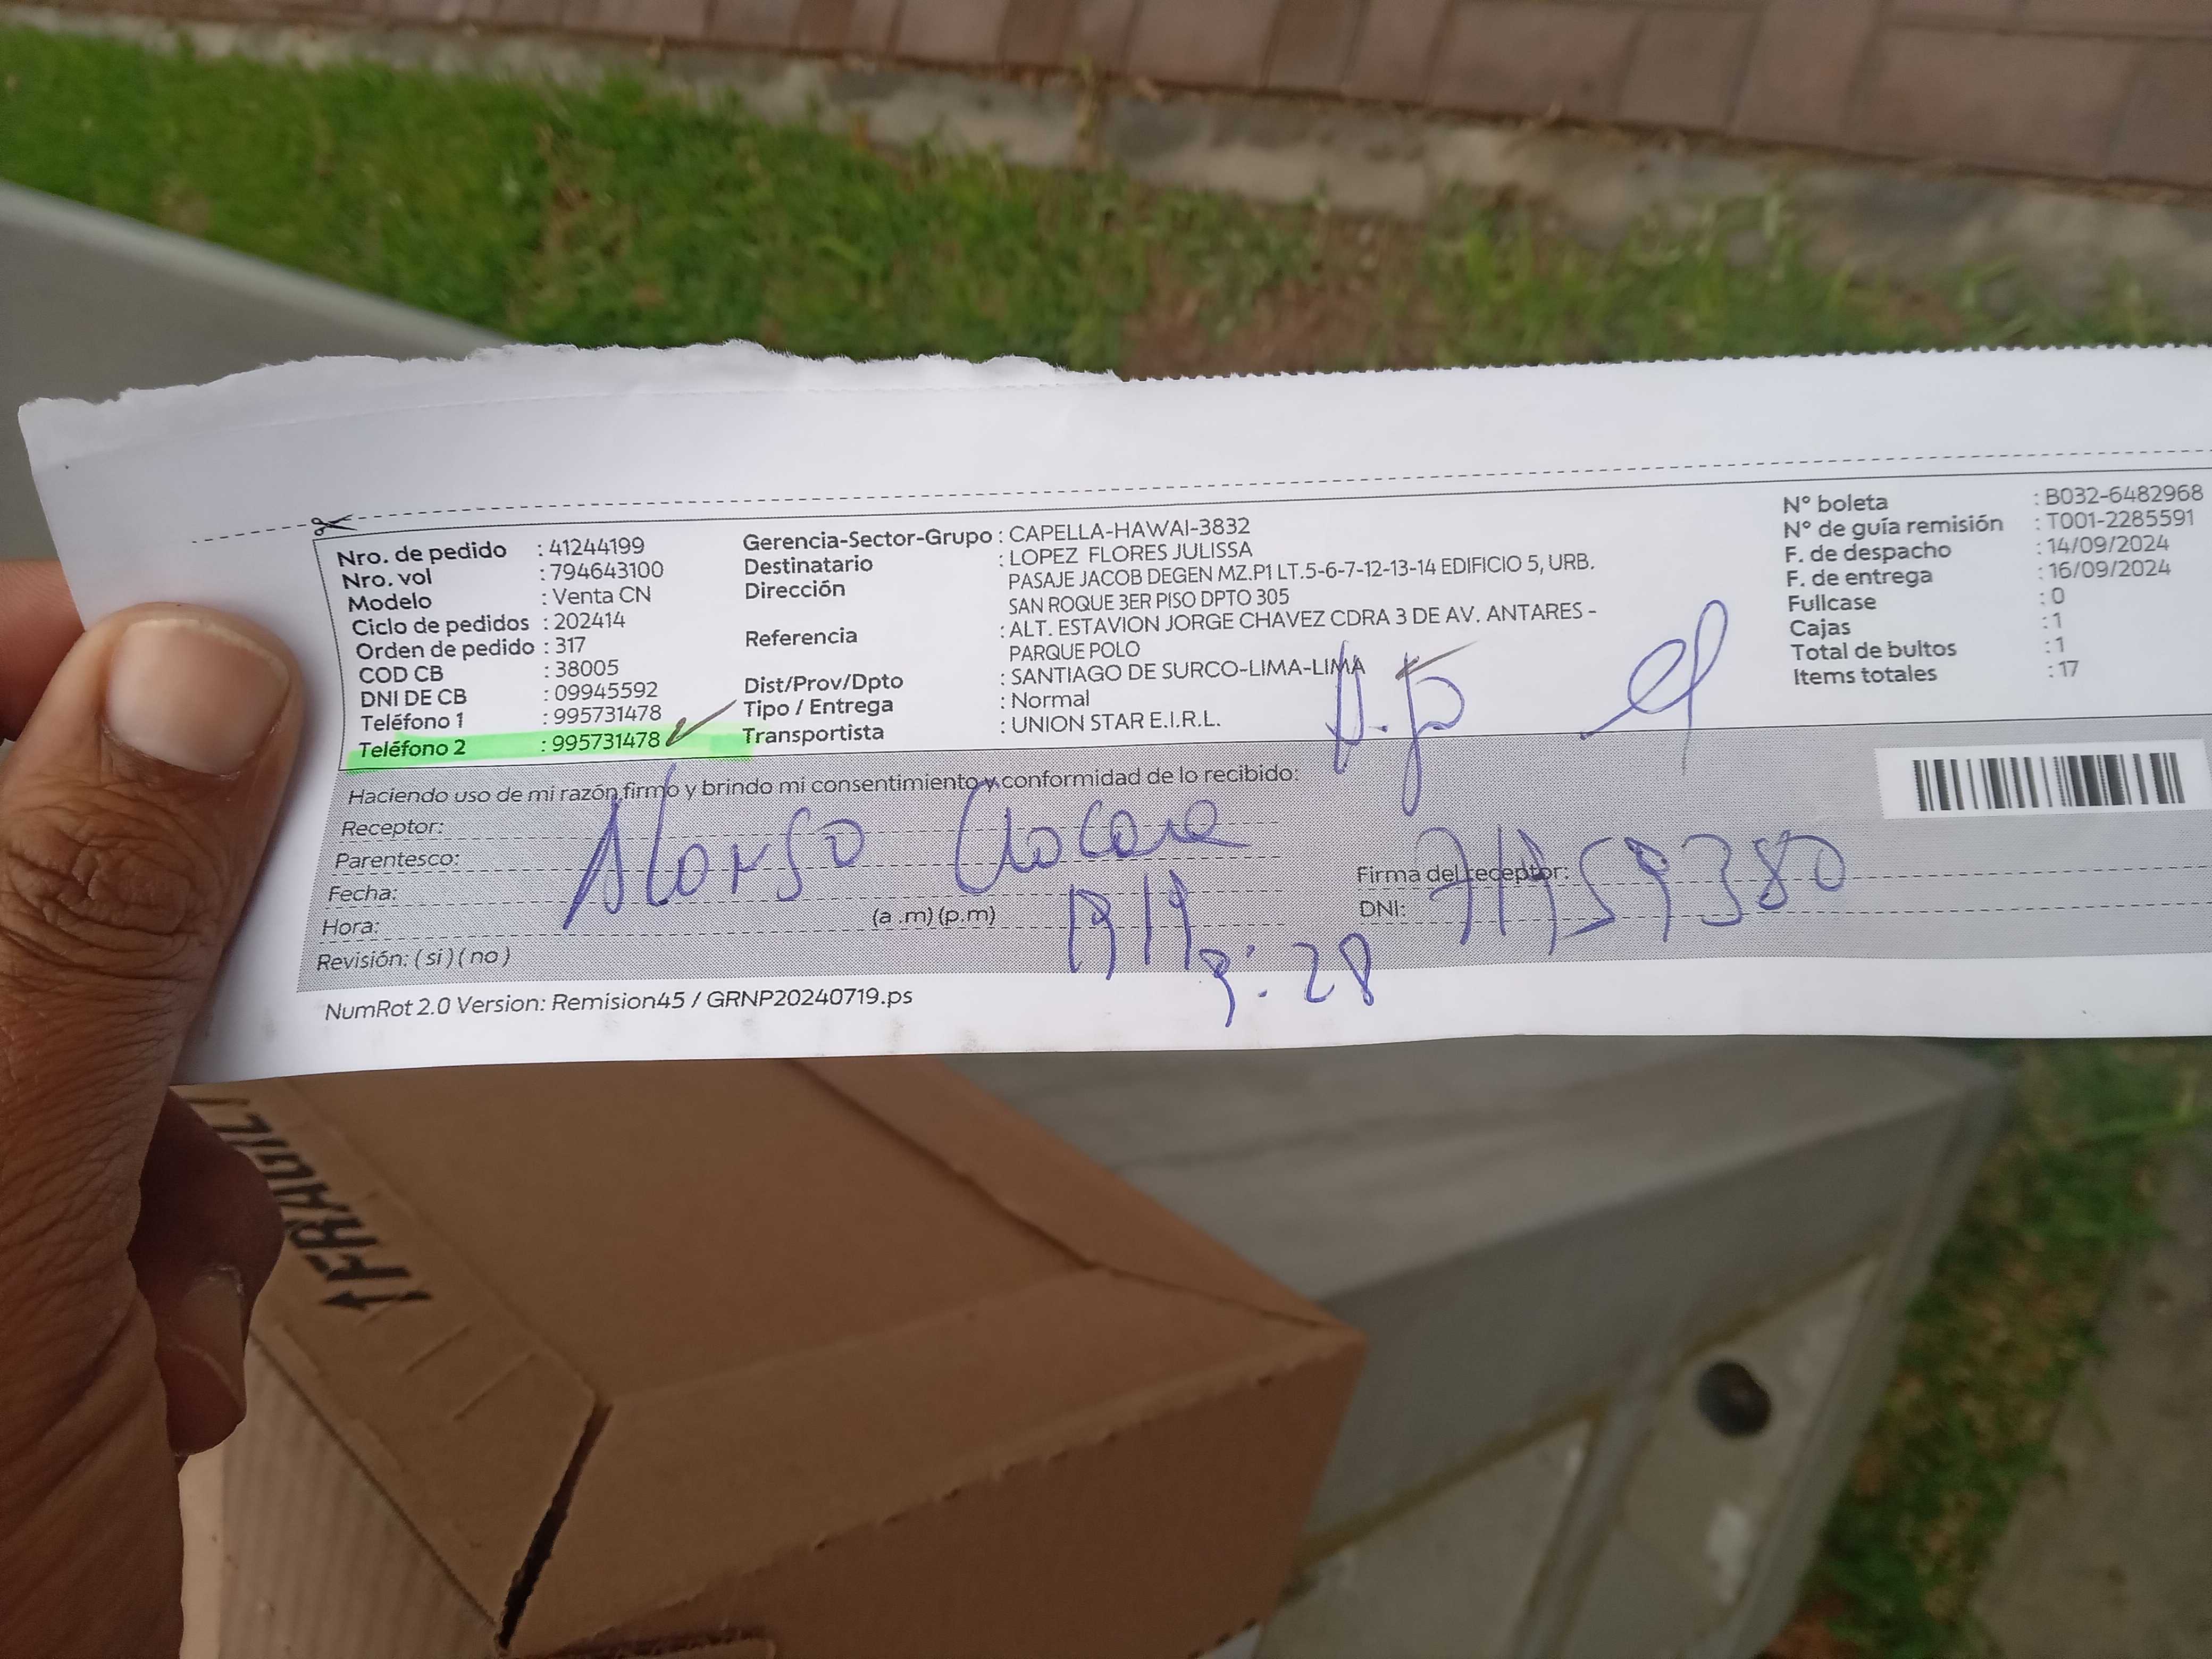 Nro. de pedido : 41244199
Nro. vol : 794643100
Modelo : Venta CN
Ciclo de pedidos : 202414
Orden de pedido : 317
COD CB : 38005
DNI DE CB : 09945592
Teléfono 1 : 995731478
Teléfono 2 : 995731478
Gerencia-Sector-Grupo : CAPELLA-HAWAI-3832
Destinatario : LOPEZ FLORES JULISSA
Dirección PASAJE JACOB DEGEN MZ.P1 LT.5-6-7-12-13-14 EDIFICIO 5, URB.
SAN ROQUE 3ER PISO DPTO 305
Referencia : ALT. ESTAVION JORGE CHAVEZ CDRA 3 DE AV. ANTARES -
PARQUE POLO
Dist/Prov/Dpto : SANTIAGO DE SURCO-LIMA-LIMA
Tipo / Entrega : Normal
Transportista : UNION STAR E.I.R.L.
N° boleta : B032-6482968
N° de guía remisión : T001-2285591
F. de despacho : 14/09/2024
F. de entrega : 16/09/2024
Fullcase : 0
Cajas : 1
Total de bultos : 1
Items totales : 17
Haciendo uso de mi razón, firmo y brindo mi consentimiento y conformidad de lo recibido:
Receptor:
Alonso
Parentesco:
Fecha:
Hora: (a .m) (p.m)
Revisión: ( si ) ( no )
Firma del receptor:
DNI:
: 28
NumRot 2.0 Version: Remision45 / GRNP20240719.ps
FRAGIL